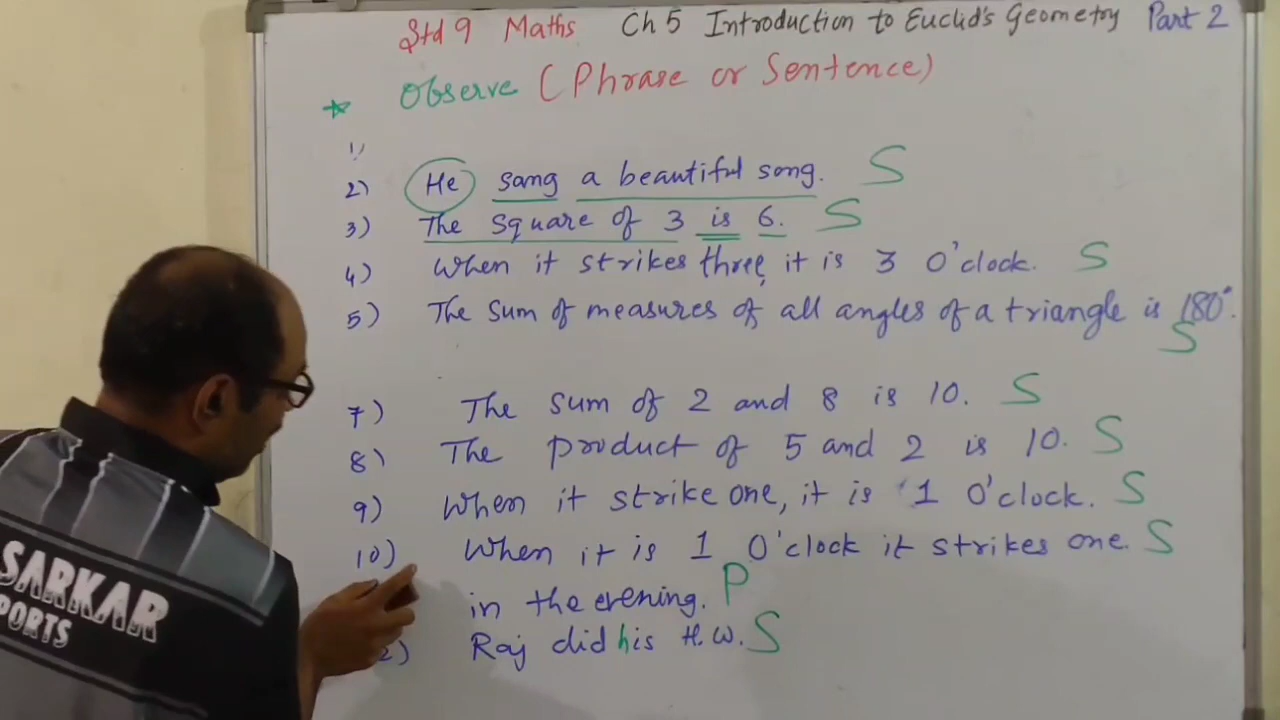 Std 9 Maths Ch 5 Introduction to Euclid's Geometry Part 2
* Observe (Phrase or Sentence)
1)
2) He sang a beautiful song. S
3) The square of 3 is 6. S
4) When it strikes three, it is 3 O'clock. S
5) The sum of measures of all angles of a triangle is 180°.
S
7) The sum of 2 and 8 is 10. S
8) The product of 5 and 2 is 10. S
9) When it strike one, it is 1 O'clock. S
10) When it is 1 O'clock it strikes one. S
in the evening. P
2) Raj did his H.W. S
SARKAR
PORTS